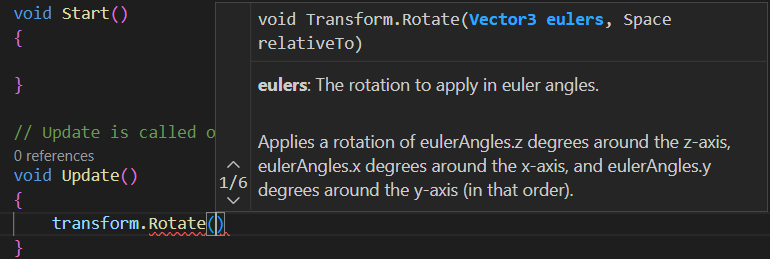 void Start()
{
}
// Update is called o
0 references
void Update()
{
transform.Rotate()
}
void Transform.Rotate(Vector3 eulers, Space
relativeTo)
eulers: The rotation to apply in euler angles.
Applies a rotation of eulerAngles.z degrees around the z-axis,
eulerAngles.x degrees around the x-axis, and eulerAngles.y
degrees around the y-axis (in that order).
1/6